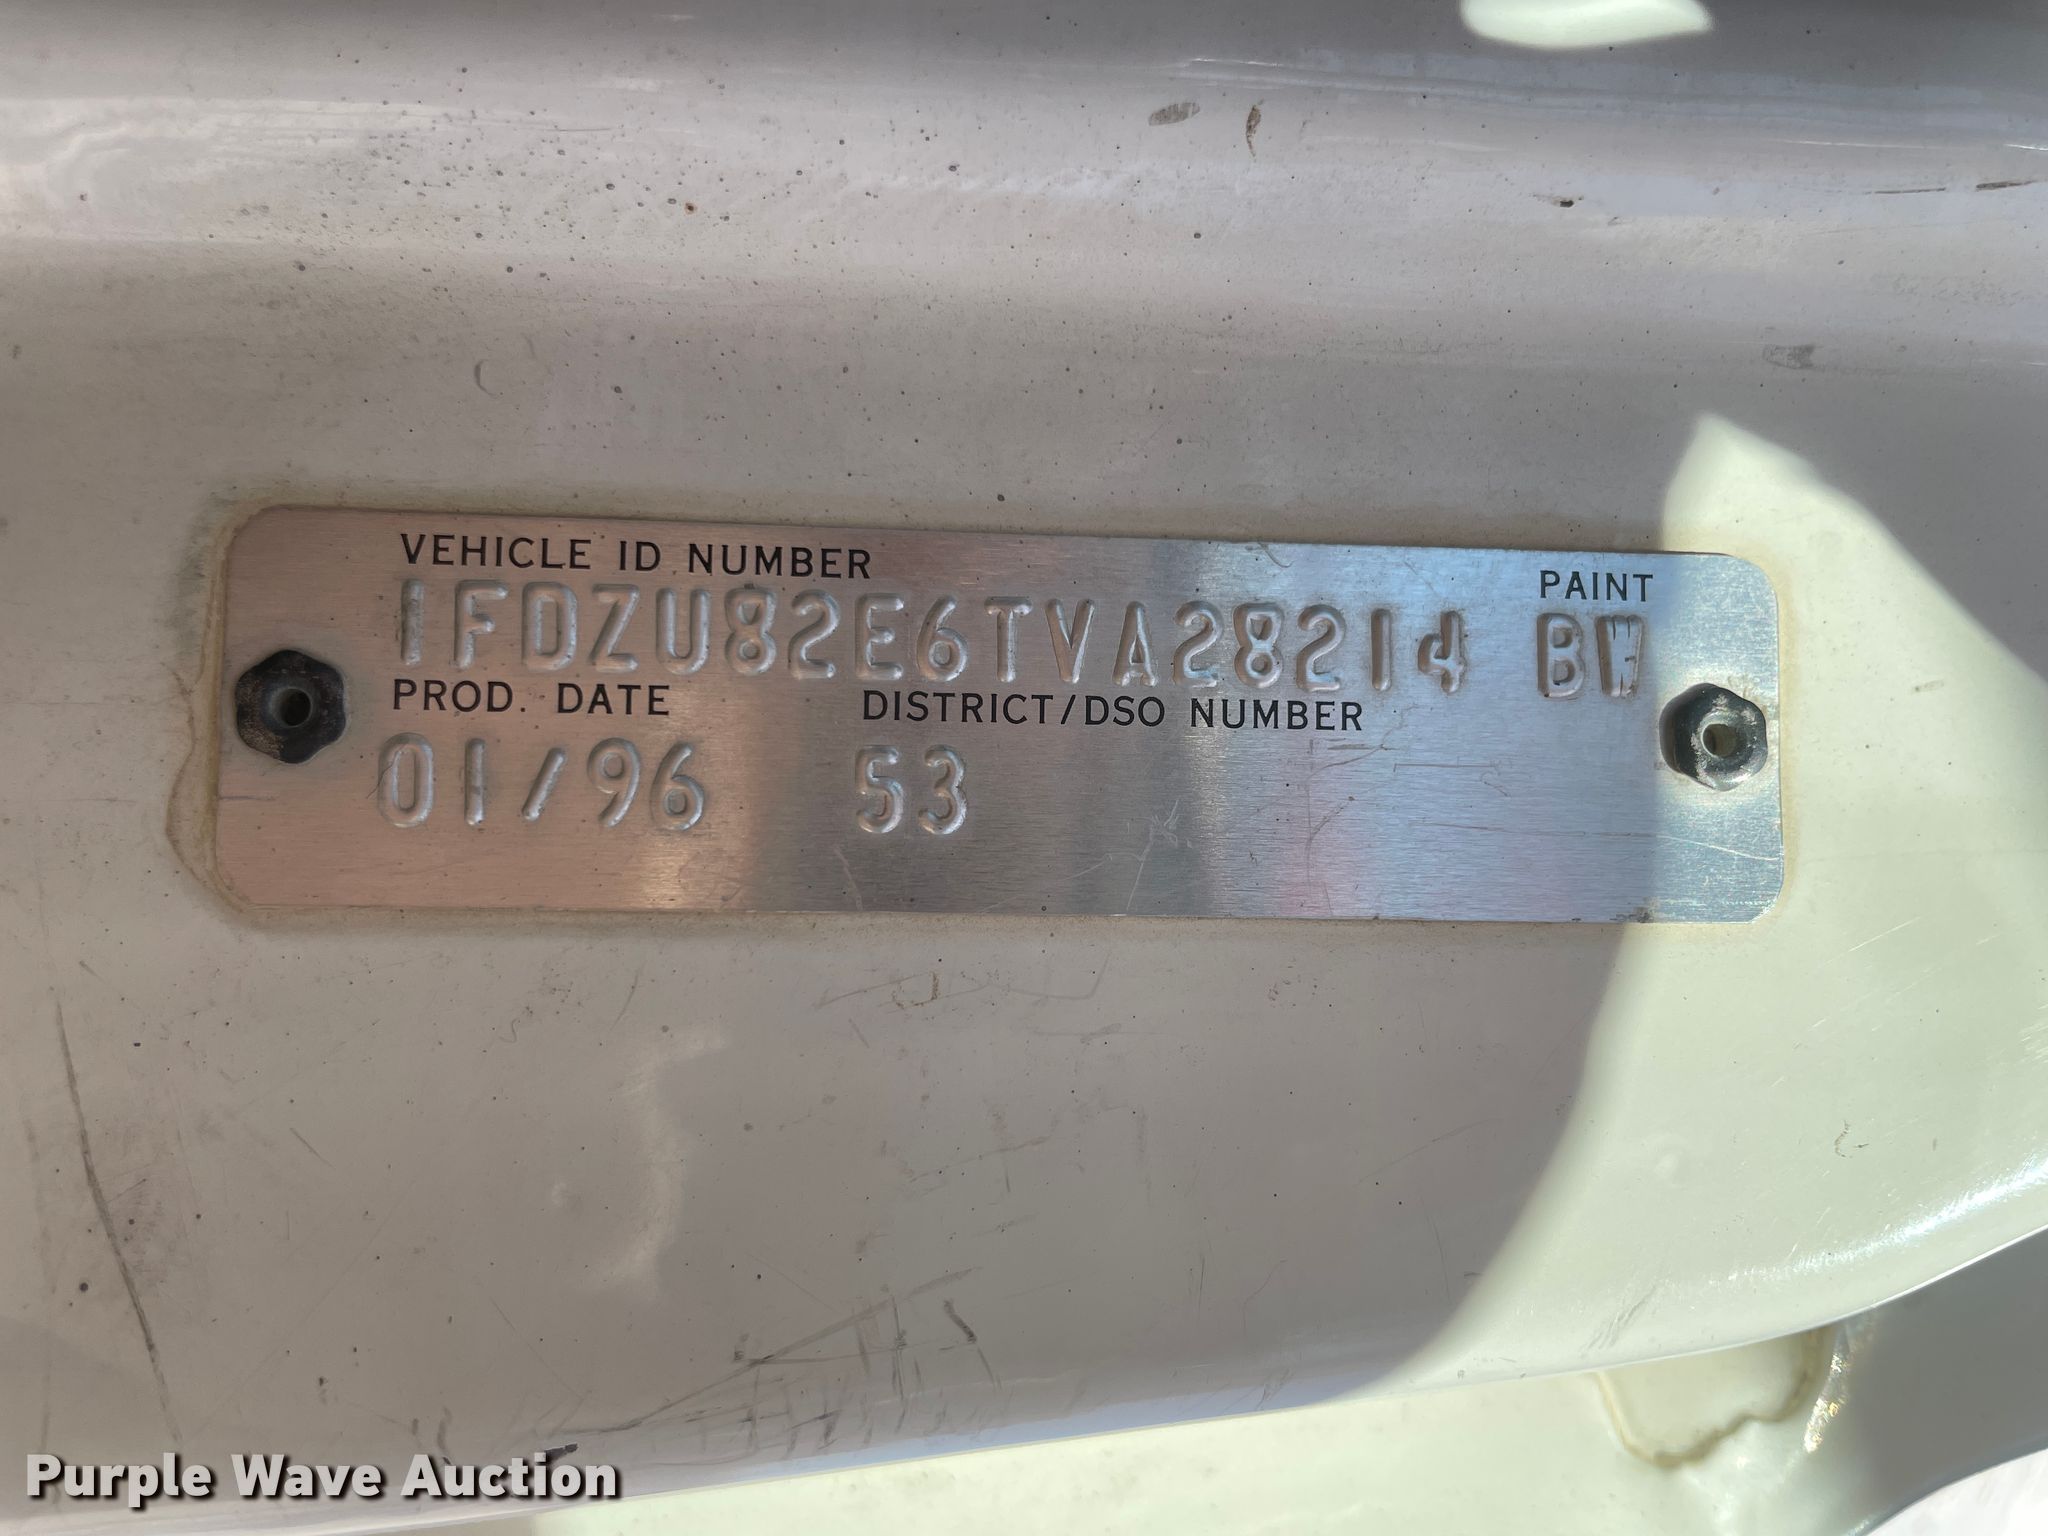 VEHICLE ID NUMBER
PAINT
1FDZU82E6TVA28214 BW
PROD. DATE DISTRICT/DSO NUMBER
01/96 53
Purple Wave Auction